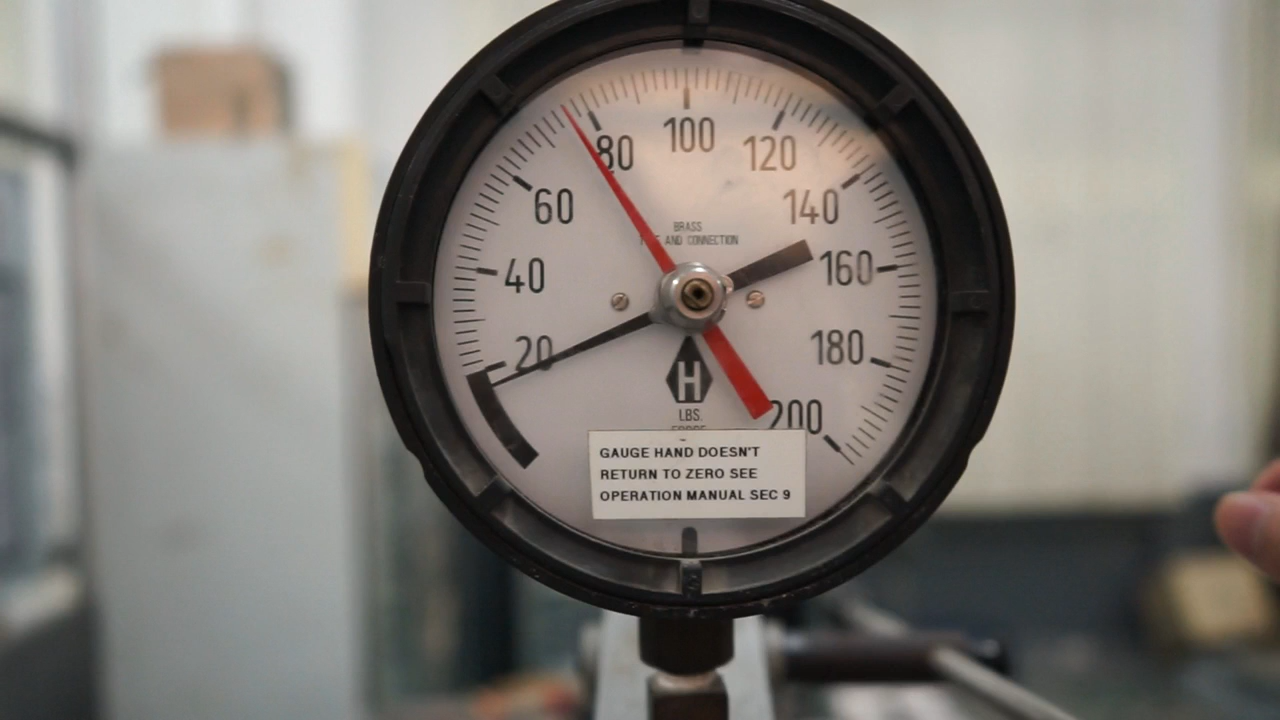 100
80
120
60
140
BRASS
AND CONNECTION
40
160
20
180
H
LBS.
200
GAUGE HAND DOESN'T
RETURN TO ZERO SEE
OPERATION MANUAL SEC 9